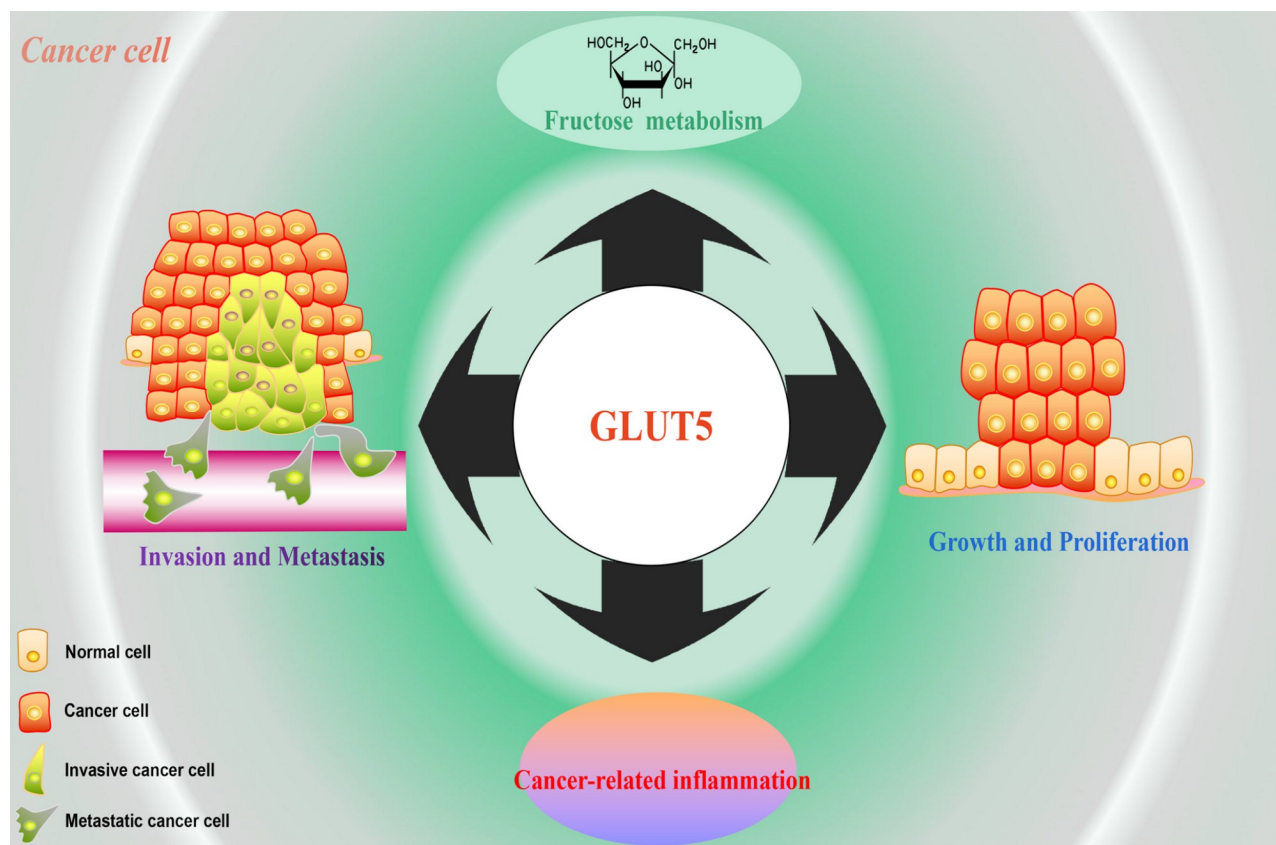 Cancer cell
HOCH2 O CH2OH
HO
OH
OH
Fructose metabolism
GLUT5
Invasion and Metastasis
Growth and Proliferation
Cancer-related inflammation
Normal cell
Cancer cell
Invasive cancer cell
Metastatic cancer cell